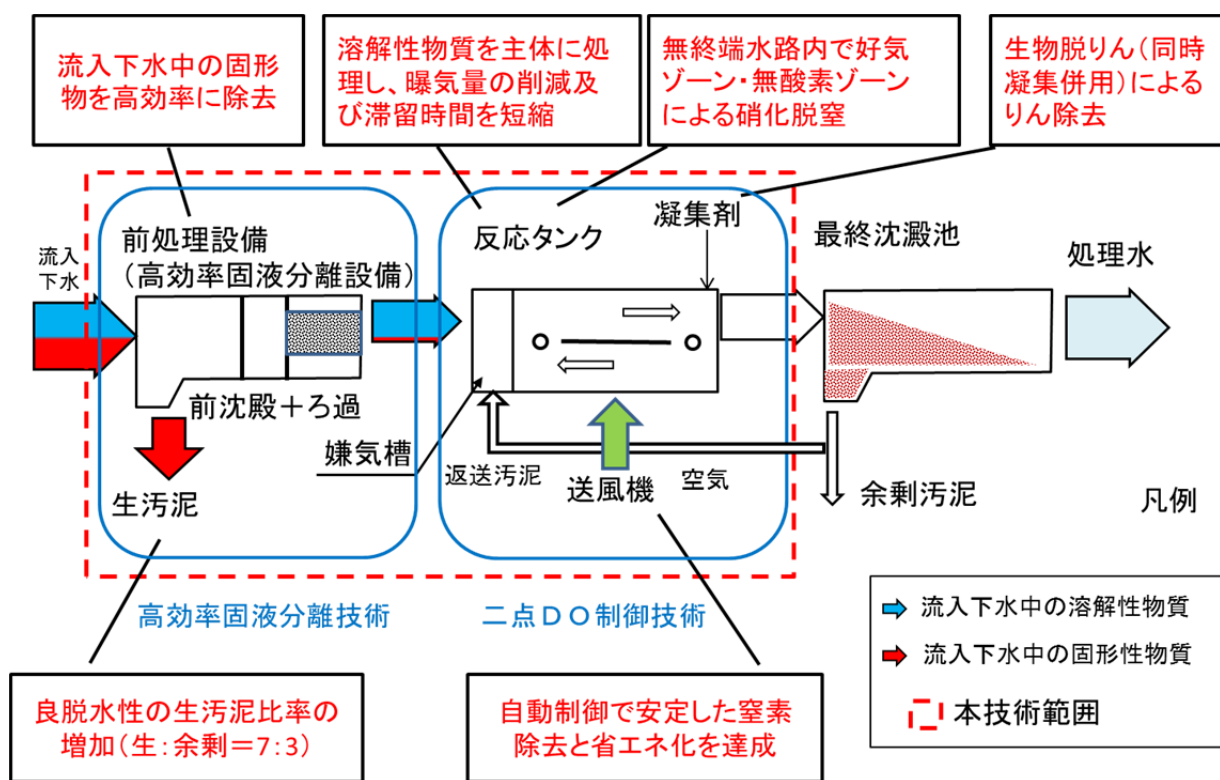 流入下水中の固形
物を高効率に除去
溶解性物質を主体に処
理し、曝気量の削減及
び滞留時間を短縮
無終端水路内で好気
ゾーン・無酸素ゾーン
による硝化脱窒
生物脱りん(同時
凝集併用)による
りん除去
流入
下水
前処理設備
(高効率固液分離設備)
反応タンク
凝集剤
最終沈澱池
処理水
前沈殿+ろ過
嫌気槽
生汚泥
返送汚泥
送風機
空気
余剰汚泥
凡例
高効率固液分離技術
二点DO制御技術
流入下水中の溶解性物質
流入下水中の固形性物質
本技術範囲
良脱水性の生汚泥比率の
増加(生:余剰=7:3)
自動制御で安定した窒素
除去と省エネ化を達成